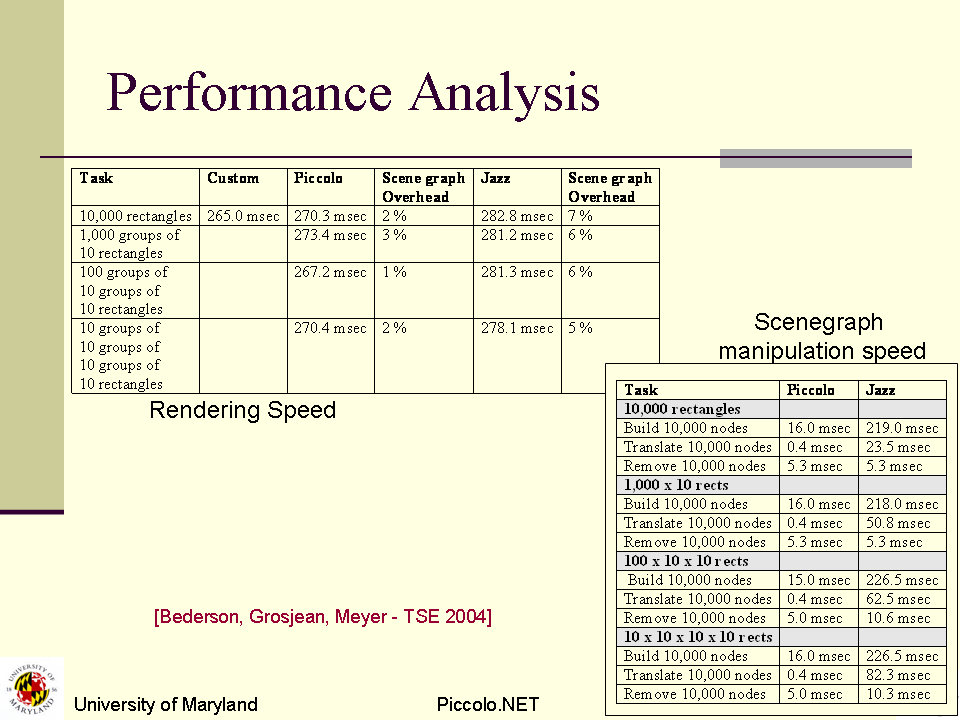 Performance Analysis
Task Custom Piccolo Scene graph Overhead Jazz Scene graph Overhead
10,000 rectangles 265.0 msec 270.3 msec 2 % 282.8 msec 7 %
1,000 groups of 10 rectangles 273.4 msec 3 % 281.2 msec 6 %
100 groups of 10 groups of 10 rectangles 267.2 msec 1 % 281.3 msec 6 %
10 groups of 10 groups of 10 groups of 10 rectangles 270.4 msec 2 % 278.1 msec 5 %
Rendering Speed
Scenegraph
manipulation speed
Task Piccolo Jazz
10,000 rectangles
Build 10,000 nodes 16.0 msec 219.0 msec
Translate 10,000 nodes 0.4 msec 23.5 msec
Remove 10,000 nodes 5.3 msec 5.3 msec
1,000 x 10 rects
Build 10,000 nodes 16.0 msec 218.0 msec
Translate 10,000 nodes 0.4 msec 50.8 msec
Remove 10,000 nodes 5.3 msec 5.3 msec
100 x 10 x 10 rects
Build 10,000 nodes 15.0 msec 226.5 msec
Translate 10,000 nodes 0.4 msec 62.5 msec
Remove 10,000 nodes 5.0 msec 10.6 msec
10 x 10 x 10 x 10 rects
Build 10,000 nodes 16.0 msec 226.5 msec
Translate 10,000 nodes 0.4 msec 82.3 msec
Remove 10,000 nodes 5.0 msec 10.3 msec
[Bederson, Grosjean, Meyer - TSE 2004]
UNIVERSITY OF
18 56
MARYLAND
University of Maryland
Piccolo.NET